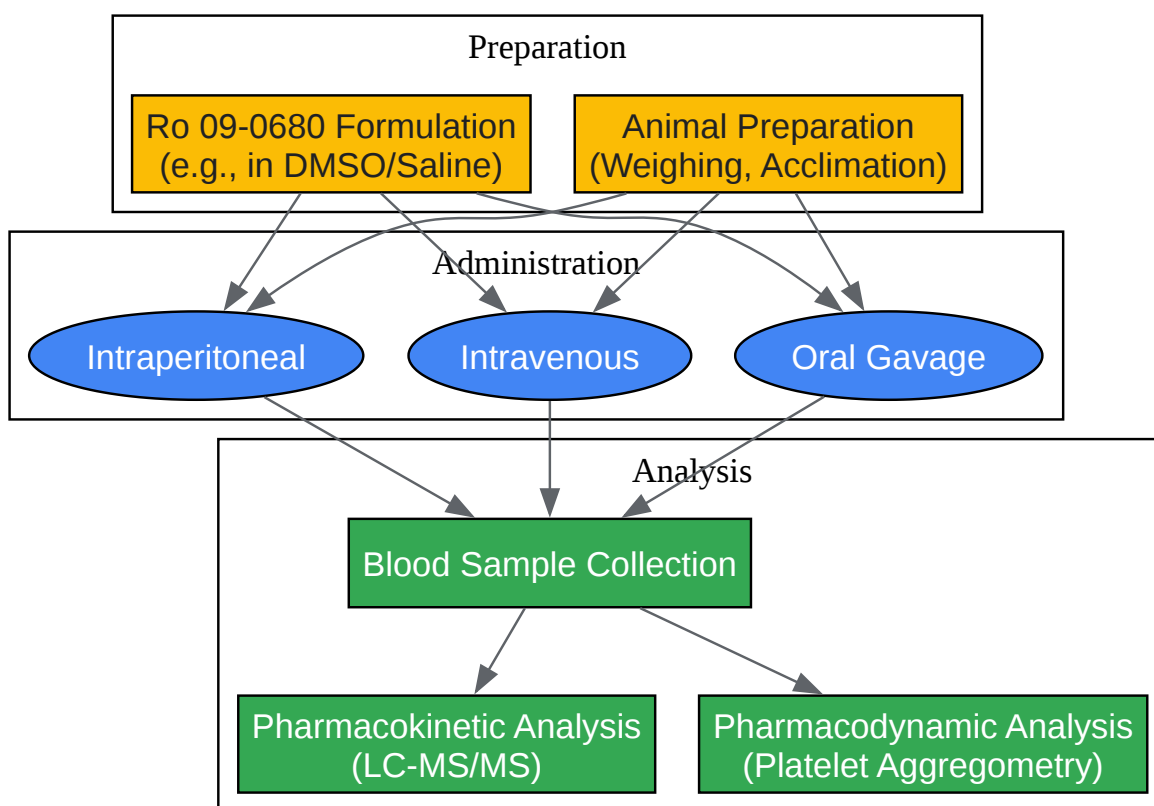 Preparation
Ro 09-0680 Formulation
(e.g., in DMSO/Saline)
Animal Preparation
(Weighing, Acclimation)
Administration
Intraperitoneal
Intravenous
Oral Gavage
Analysis
Blood Sample Collection
Pharmacokinetic Analysis
(LC-MS/MS)
Pharmacodynamic Analysis
(Platelet Aggregometry)